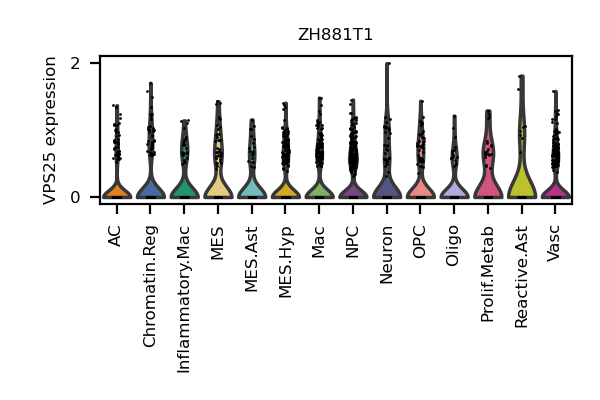 ZH881T1
VPS25 expression
2
0
AC
Chromatin.Reg
Inflammatory.Mac
MES
MES.Ast
MES.Hyp
Mac
NPC
Neuron
OPC
Oligo
Prolif.Metab
Reactive.Ast
Vasc